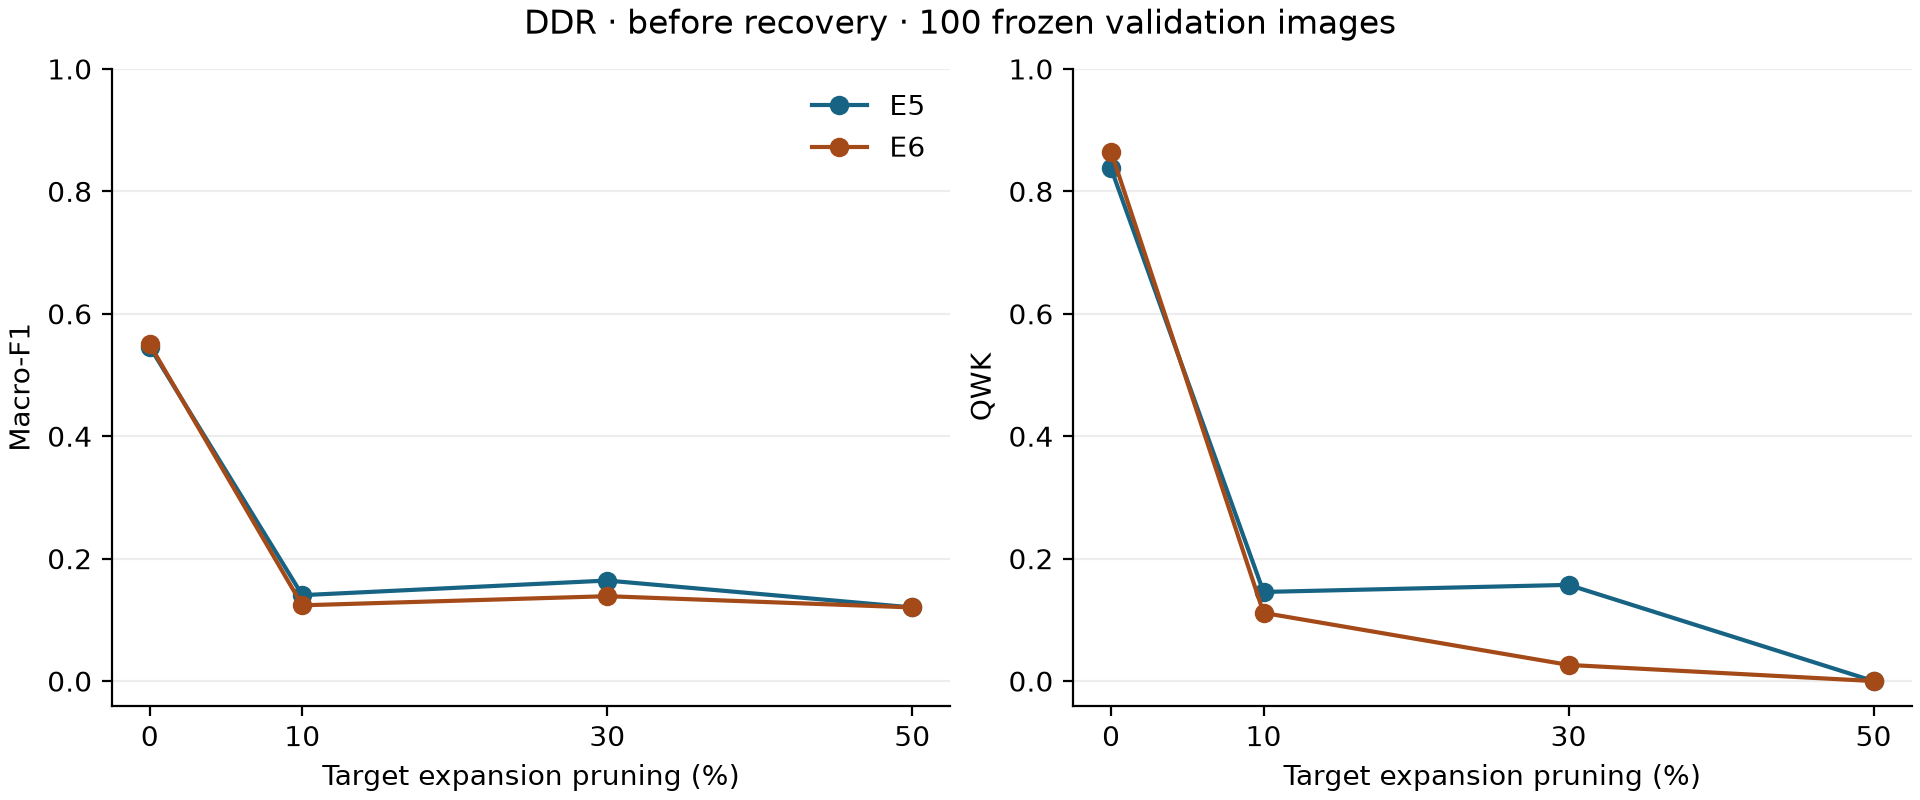 DDR · before recovery · 100 frozen validation images
Macro-F1
1.0
0.8
0.6
0.4
0.2
0.0
E5
E6
0 10 30 50
Target expansion pruning (%)
QWK
1.0
0.8
0.6
0.4
0.2
0.0
0 10 30 50
Target expansion pruning (%)